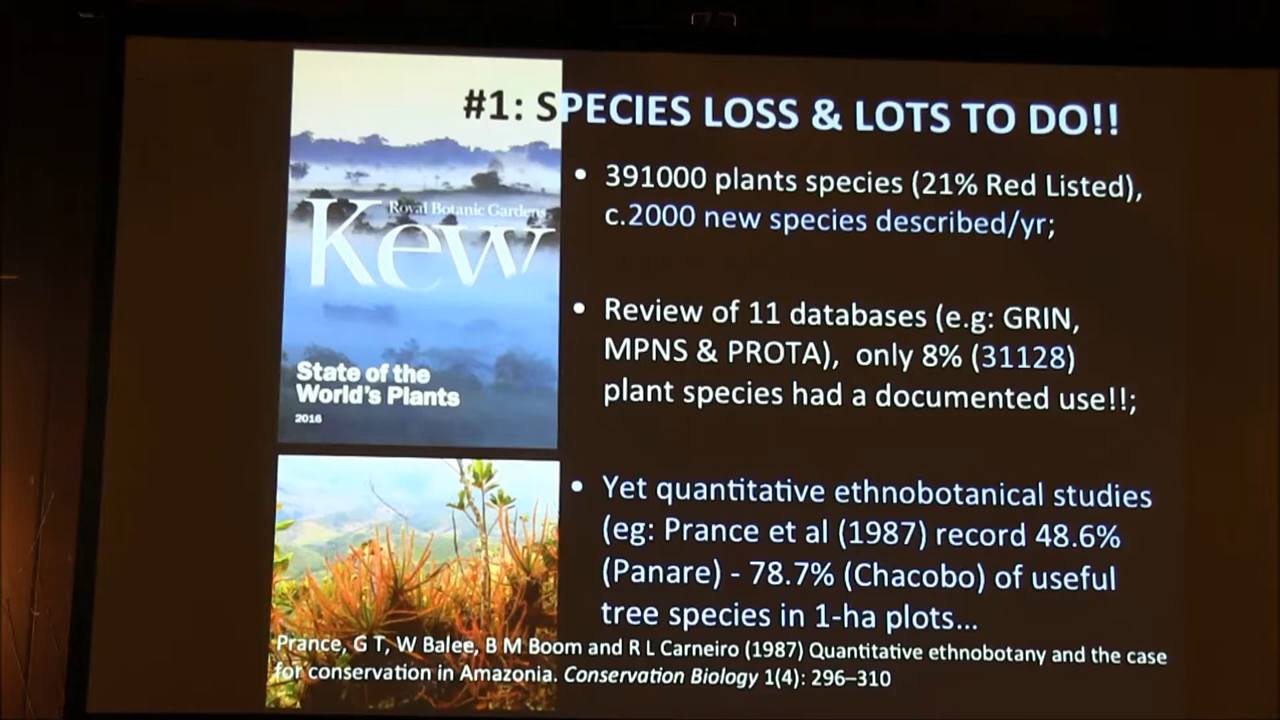 #1: SPECIES LOSS & LOTS TO DO!!
Royal Botanic Gardens
Kew
State of the
World's Plants
2016
• 391000 plants species (21% Red Listed),
c.2000 new species described/yr;
• Review of 11 databases (e.g: GRIN,
MPNS & PROTA), only 8% (31128)
plant species had a documented use!!;
• Yet quantitative ethnobotanical studies
(eg: Prance et al (1987) record 48.6%
(Panare) - 78.7% (Chacobo) of useful
tree species in 1-ha plots...
Prance, G T, W Balee, B M Boom and R L Carneiro (1987) Quantitative ethnobotany and the case
for conservation in Amazonia. Conservation Biology 1(4): 296–310